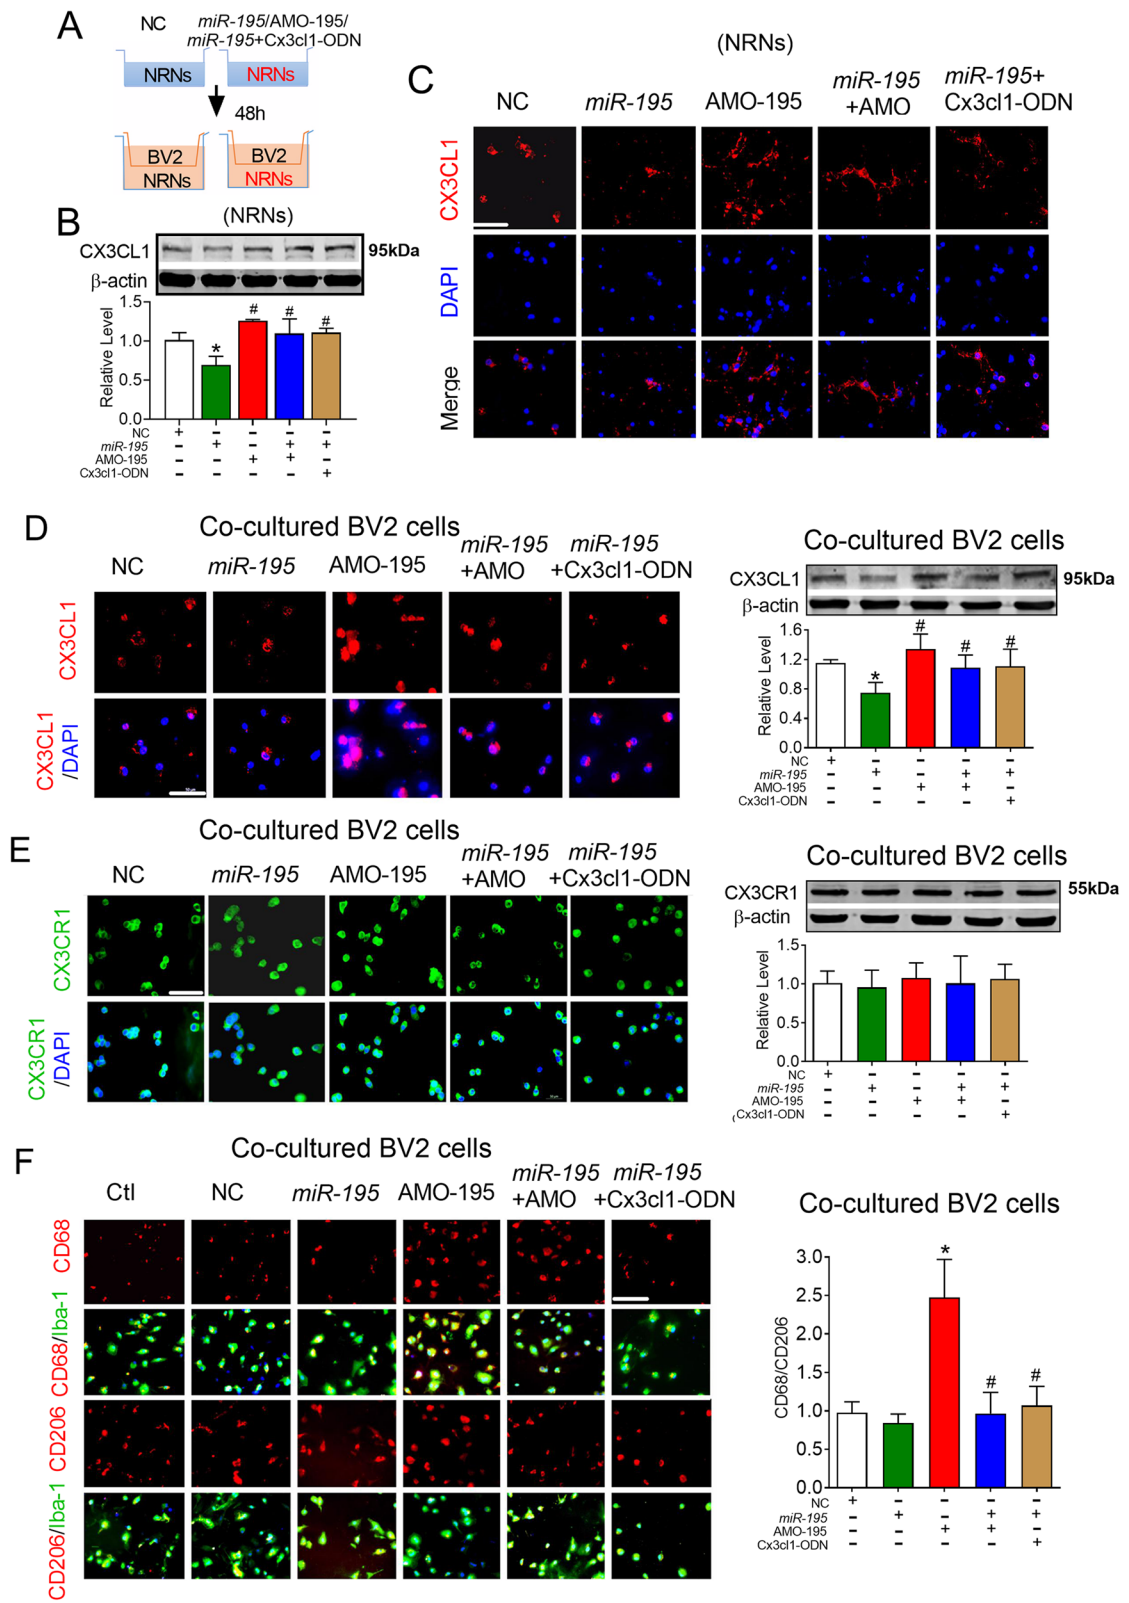 A
NC
miR-195/AMO-195/
miR-195+Cx3cl1-ODN
NRNs
NRNs
48h
BV2
BV2
NRNs
NRNs
B
(NRNs)
CX3CL1
95kDa
β-actin
Relative Level
1.5
1.0
0.5
0.0
*
#
#
#
NC + – – – –
miR-195 – + – + +
AMO-195 – – + + –
Cx3cl1-ODN – – – – +
C
(NRNs)
NC
miR-195
AMO-195
miR-195
+AMO
miR-195+
Cx3cl1-ODN
CX3CL1
DAPI
Merge
D
Co-cultured BV2 cells
NC
miR-195
AMO-195
miR-195
+AMO
miR-195
+Cx3cl1-ODN
CX3CL1
CX3CL1
/DAPI
Co-cultured BV2 cells
CX3CL1
95kDa
β-actin
Relative Level
1.6
1.2
0.8
0.4
0.0
*
#
#
#
NC + – – – –
miR-195 – + – + +
AMO-195 – – + + –
Cx3cl1-ODN – – – – +
E
Co-cultured BV2 cells
NC
miR-195
AMO-195
miR-195
+AMO
miR-195
+Cx3cl1-ODN
CX3CR1
CX3CR1
/DAPI
Co-cultured BV2 cells
CX3CR1
55kDa
β-actin
Relative Level
1.5
1.0
0.5
0.0
NC + – – – –
miR-195 – + – + +
AMO-195 – – + + –
Cx3cl1-ODN – – – – +
F
Co-cultured BV2 cells
Ctl
NC
miR-195
AMO-195
miR-195
+AMO
miR-195
+Cx3cl1-ODN
CD68
CD68/Iba-1
CD206
CD206/Iba-1
Co-cultured BV2 cells
CD68/CD206
3.0
2.5
2.0
1.5
1.0
0.5
0.0
*
#
#
NC + – – – –
miR-195 – + – + +
AMO-195 – – + + –
Cx3cl1-ODN – – – – +